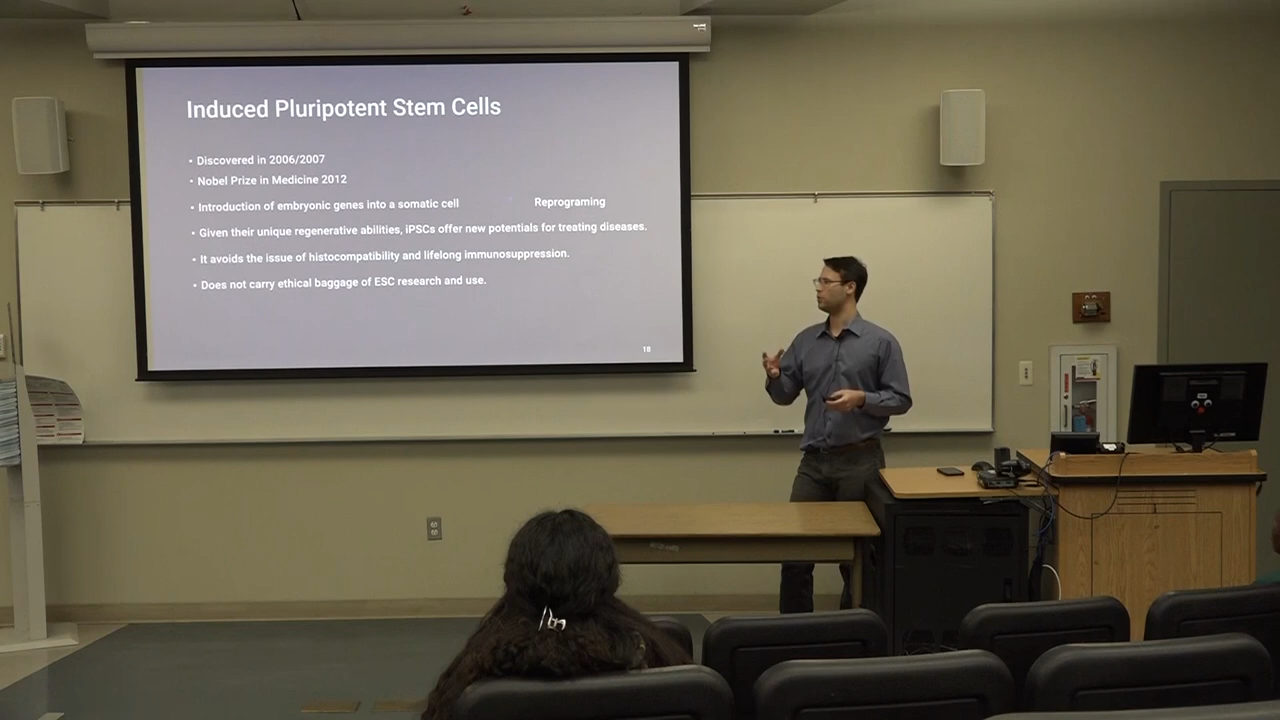 Induced Pluripotent Stem Cells
• Discovered in 2006/2007
• Nobel Prize in Medicine 2012
• Introduction of embryonic genes into a somatic cell Reprograming
• Given their unique regenerative abilities, iPSCs offer new potentials for treating diseases.
• It avoids the issue of histocompatibility and lifelong immunosuppression.
• Does not carry ethical baggage of ESC research and use.
18